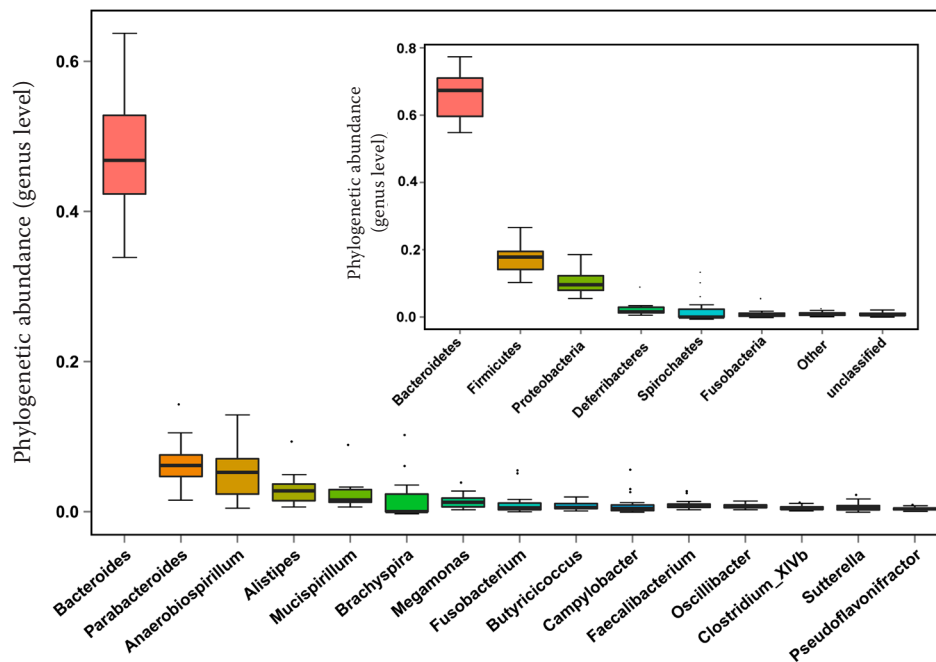 Phylogenetic abundance (genus level)
0.6
0.4
0.2
0.0
Bacteroides
Parabacteroides
Anaerobiospirillum
Alistipes
Mucispirillum
Brachyspira
Megamonas
Fusobacterium
Butyricicoccus
Campylobacter
Faecalibacterium
Oscillibacter
Clostridium_XIVb
Sutterella
Pseudoflavonifractor
Phylogenetic abundance
(genus level)
0.8
0.6
0.4
0.2
0.0
Bacteroidetes
Firmicutes
Proteobacteria
Deferribacteres
Spirochaetes
Fusobacteria
Other
unclassified